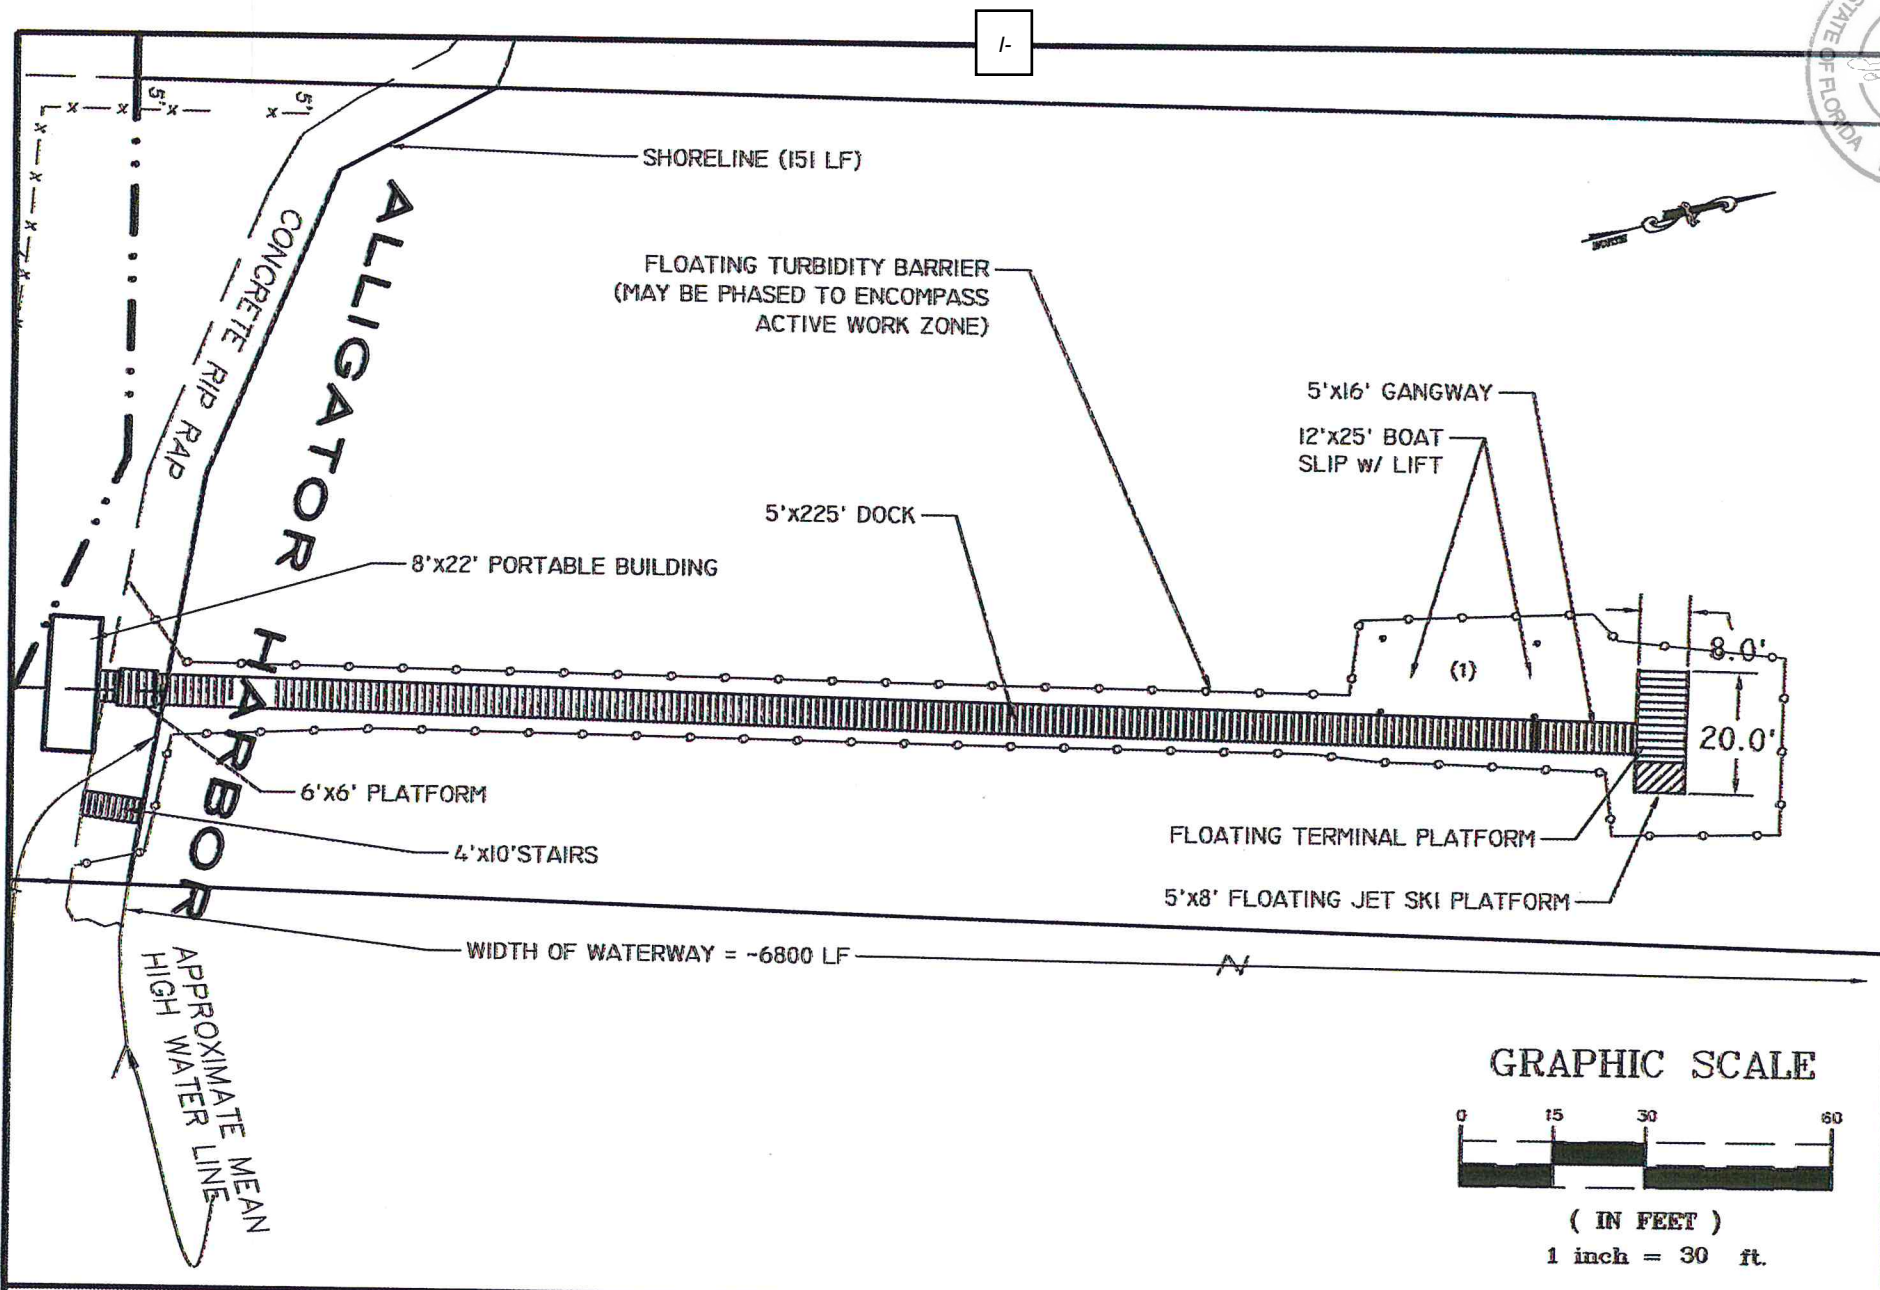 I-
STATE OF FLORIDA
5'
5'
SHORELINE (151 LF)
CONCRETE RIP RAP
ALLIGATOR
HARBOR
NORTH
FLOATING TURBIDITY BARRIER
(MAY BE PHASED TO ENCOMPASS
ACTIVE WORK ZONE)
5'x16' GANGWAY
12'x25' BOAT
SLIP w/ LIFT
5'x225' DOCK
8'x22' PORTABLE BUILDING
(1)
8.0'
20.0'
6'x6' PLATFORM
4'x10'STAIRS
FLOATING TERMINAL PLATFORM
5'x8' FLOATING JET SKI PLATFORM
WIDTH OF WATERWAY = ~6800 LF
APPROXIMATE MEAN
HIGH WATER LINE
GRAPHIC SCALE
0 15 30 60
( IN FEET )
1 inch = 30 ft.